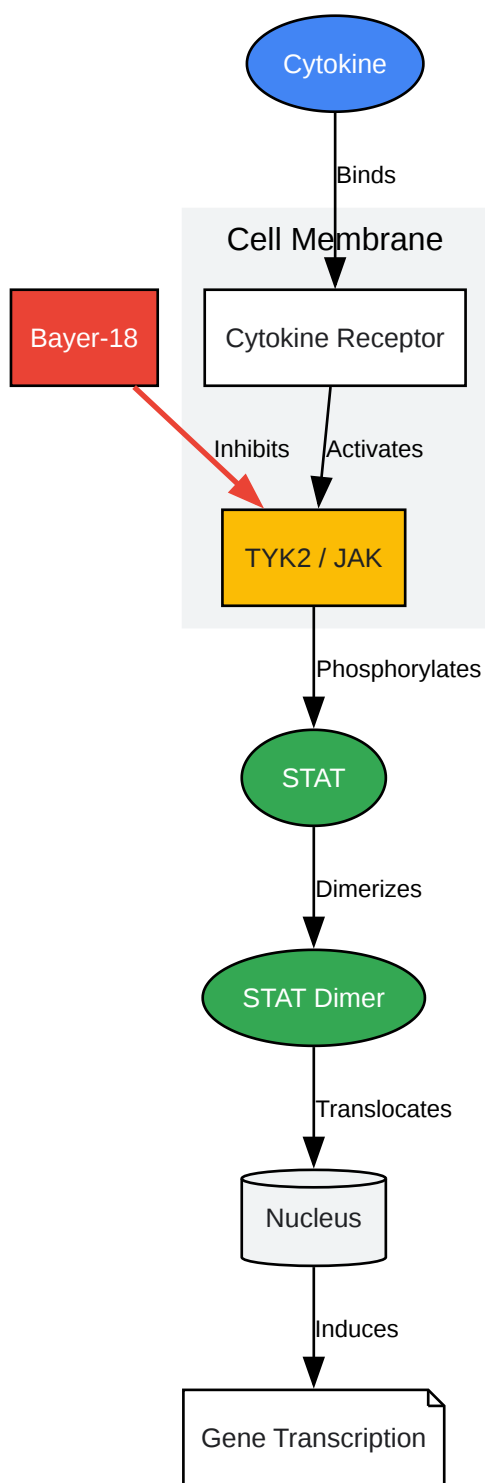 Cytokine
Binds
Cell Membrane
Bayer-18
Cytokine Receptor
Inhibits
Activates
TYK2 / JAK
Phosphorylates
STAT
Dimerizes
STAT Dimer
Translocates
Nucleus
Induces
Gene Transcription